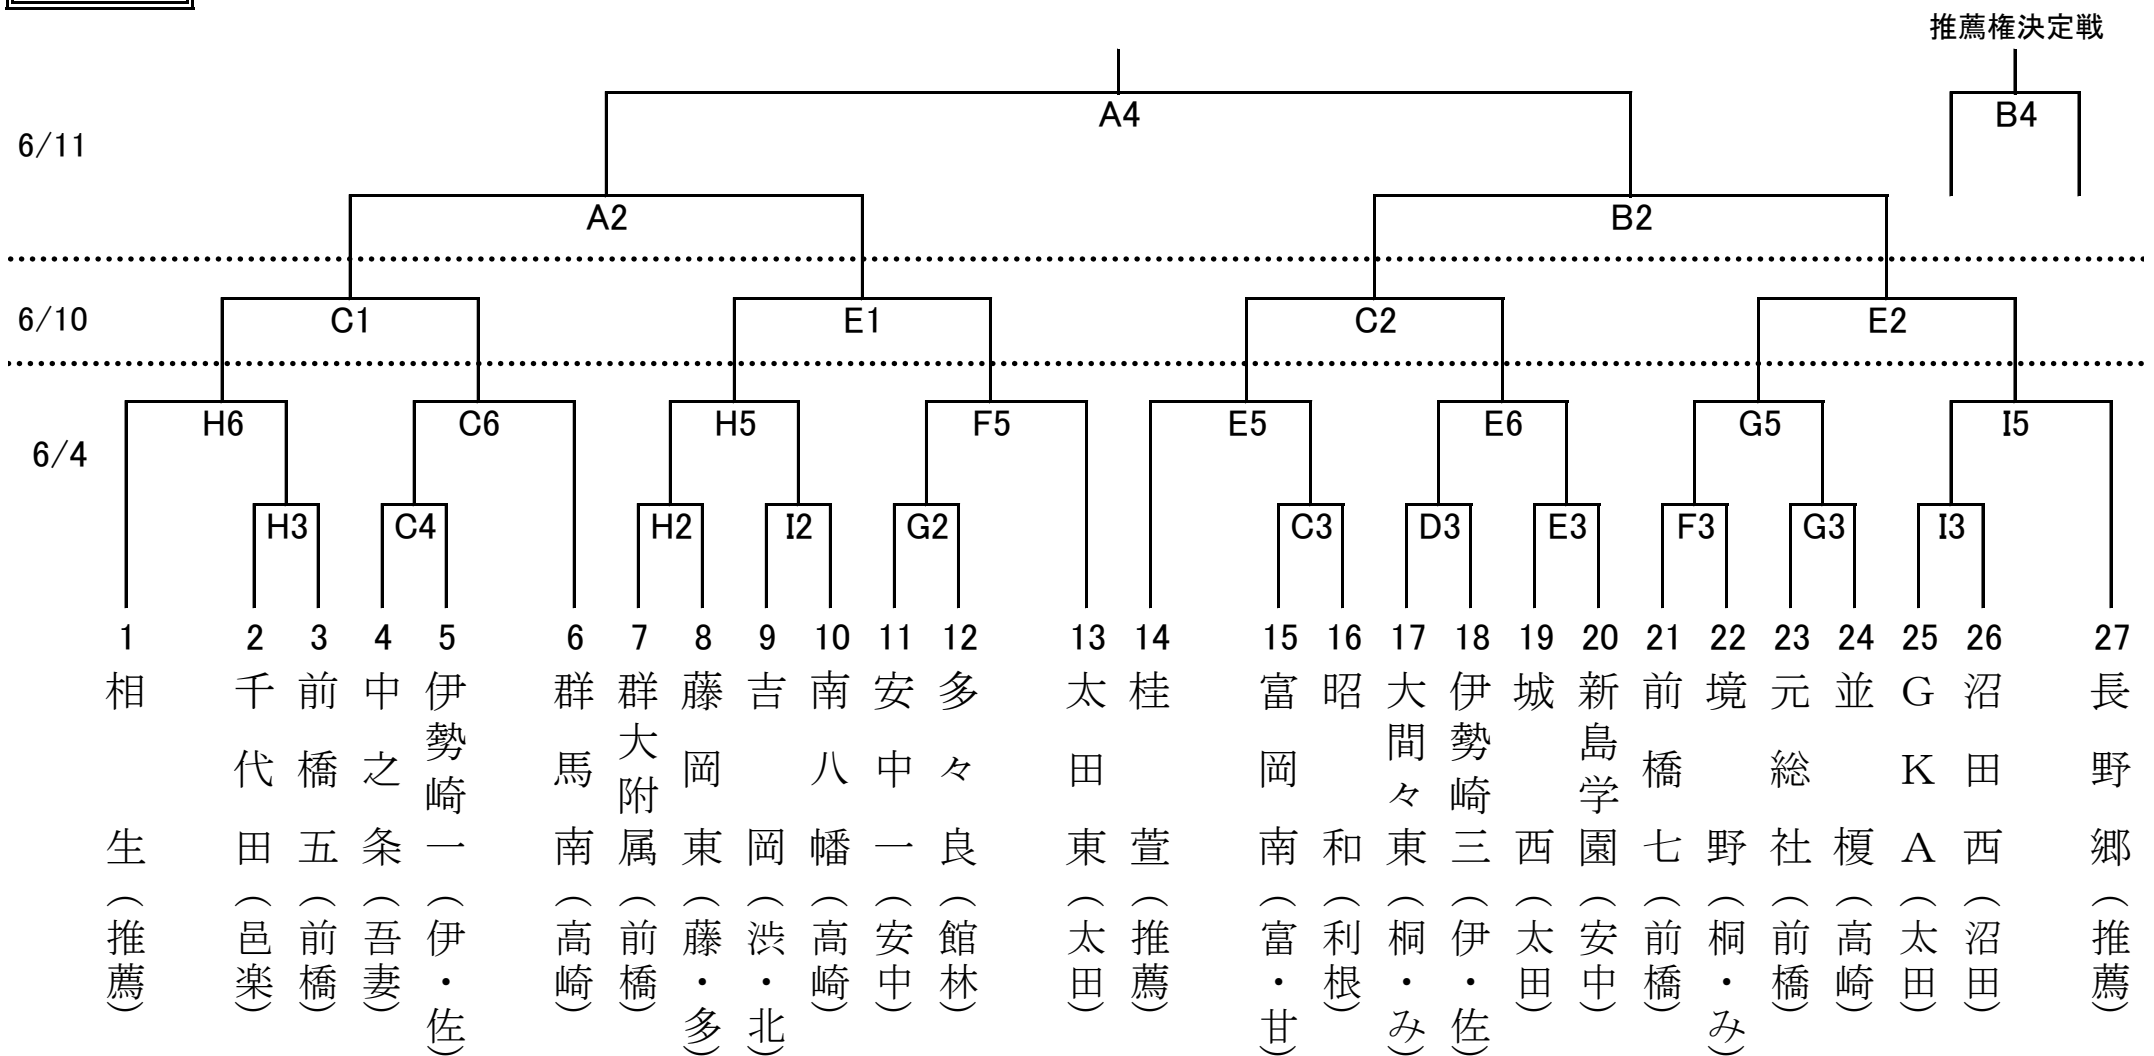 推薦権決定戦
A4
B4
6/11
A2
B2
6/10
C1
E1
C2
E2
H6
C6
H5
F5
E5
E6
G5
I5
6/4
H3
C4
H2
I2
G2
C3
D3
E3
F3
G3
I3
1 2 3 4 5 6 7 8 9 10 11 12 13 14 15 16 17 18 19 20 21 22 23 24 25 26 27
相生(推薦)
千代田(邑楽)
前橋五(前橋)
中之条(吾妻)
伊勢崎一(伊・佐)
群馬南(高崎)
群大附属(前橋)
藤岡東(藤・多)
吉岡(渋・北)
南八幡(高崎)
安中一(安中)
多々良(館林)
太田東(太田)
桂萱(推薦)
富岡南(富・甘)
昭和(利根)
大間々東(桐・み)
伊勢崎三(伊・佐)
城西(太田)
新島学園(安中)
前橋七(前橋)
境野(桐・み)
元総社(前橋)
並榎(高崎)
GKA(太田)
沼田西(沼田)
長野郷(推薦)